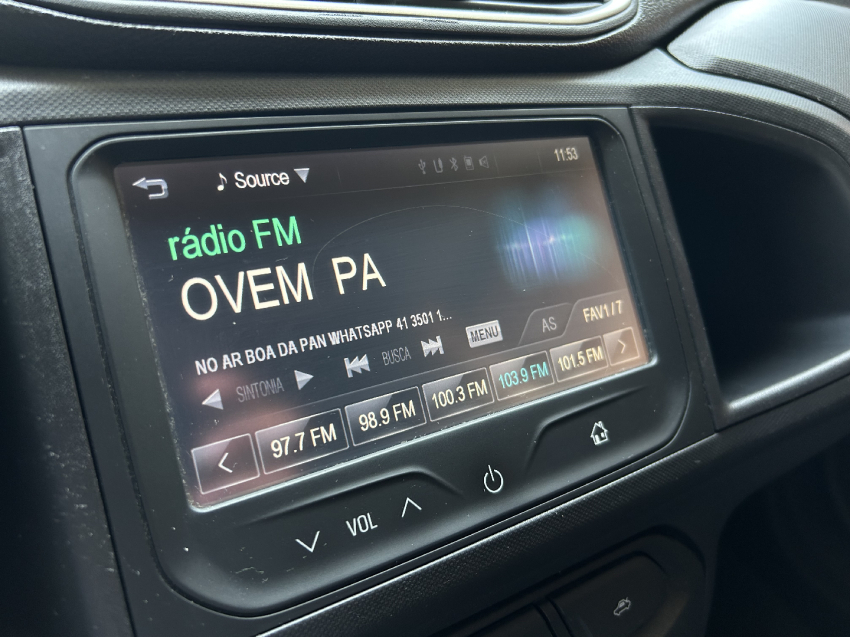 Source 11:53
rádio FM
OVEM PA
NO AR BOA DA PAN WHATSAPP 41 3501 1...
SINTONIA BUSCA MENU AS FAV1/7
97.7 FM 98.9 FM 100.3 FM 103.9 FM 101.5 FM
VOL